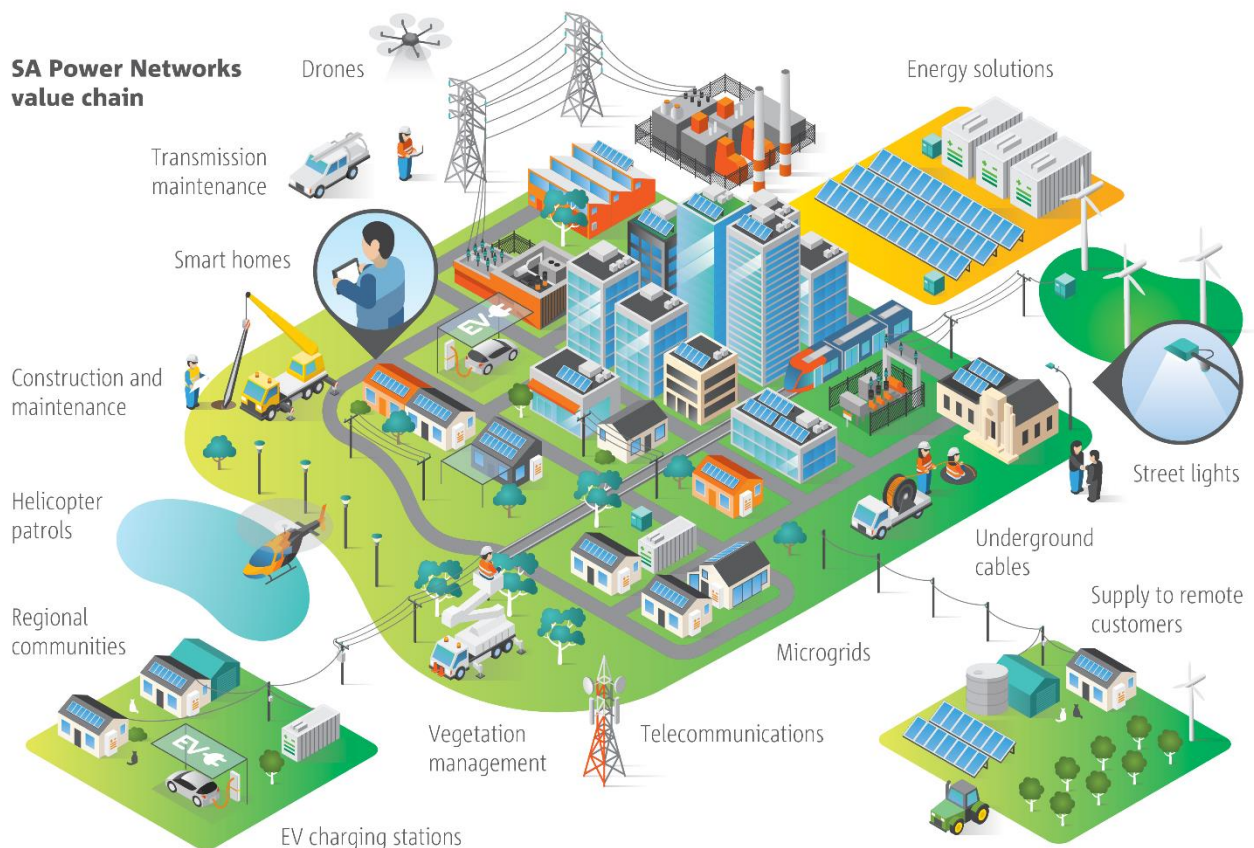 SA Power Networks
value chain
Drones
Energy solutions
Transmission
maintenance
Smart homes
EV
Construction and
maintenance
Street lights
Helicopter
patrols
Underground
cables
Regional
communities
Supply to remote
customers
Microgrids
EV
Vegetation
management
Telecommunications
EV charging stations